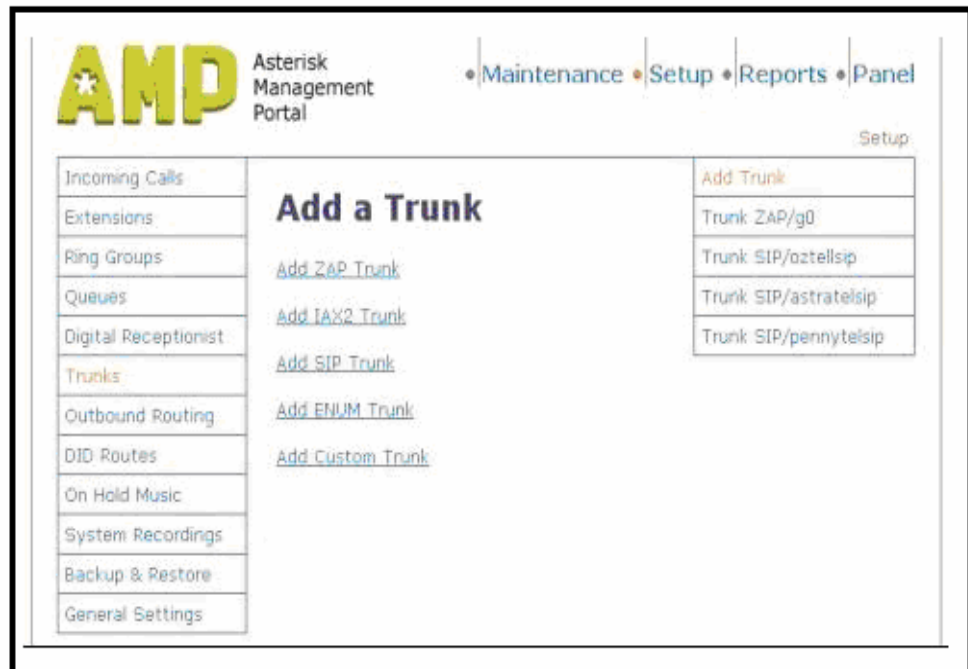 AMP
Asterisk
Management
Portal
Maintenance
Setup
Reports
Panel
Setup
Incoming Calls
Extensions
Ring Groups
Queues
Digital Receptionist
Trunks
Outbound Routing
DID Routes
On Hold Music
System Recordings
Backup & Restore
General Settings
Add a Trunk
Add ZAP Trunk
Add IAX2 Trunk
Add SIP Trunk
Add ENUM Trunk
Add Custom Trunk
Add Trunk
Trunk ZAP/g0
Trunk SIP/oztellsip
Trunk SIP/astratelsip
Trunk SIP/pennytelsip